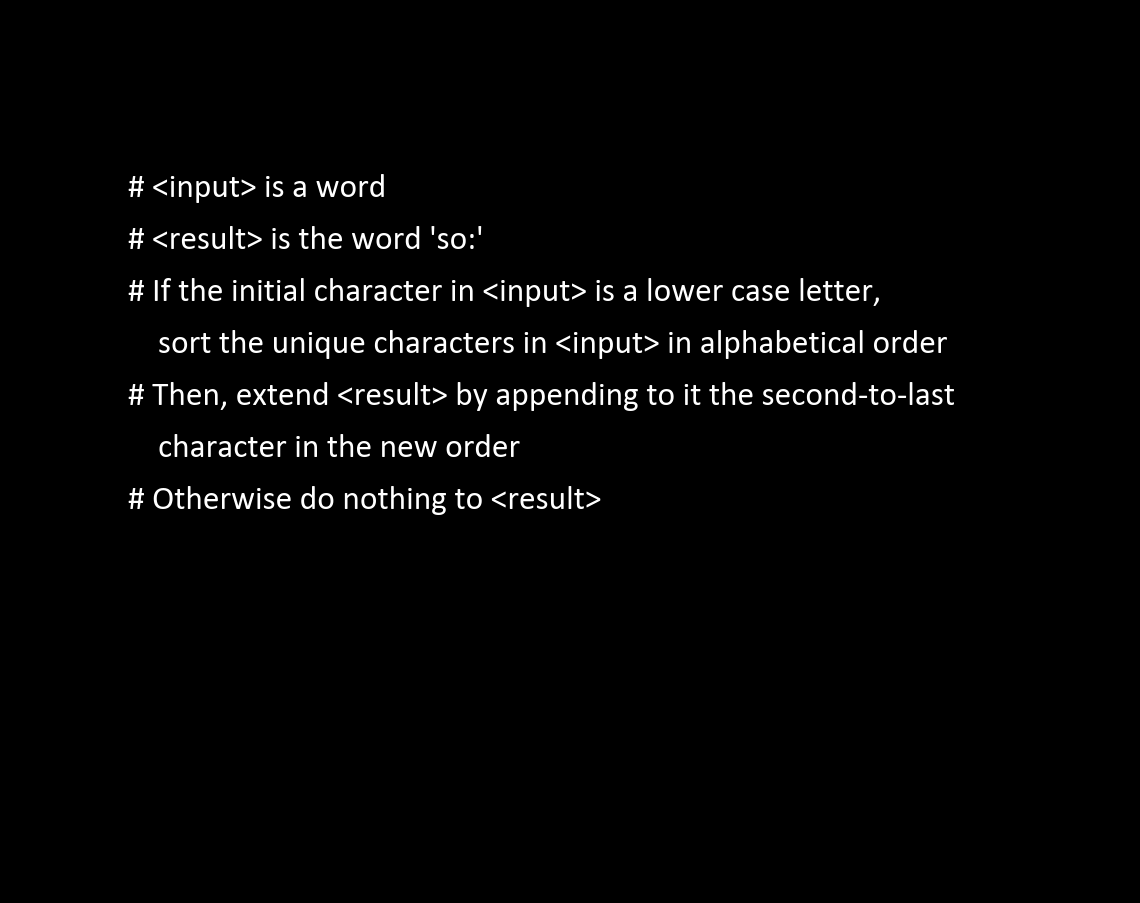 # <input> is a word
# <result> is the word 'so:'
# If the initial character in <input> is a lower case letter,
sort the unique characters in <input> in alphabetical order
# Then, extend <result> by appending to it the second-to-last
character in the new order
# Otherwise do nothing to <result>